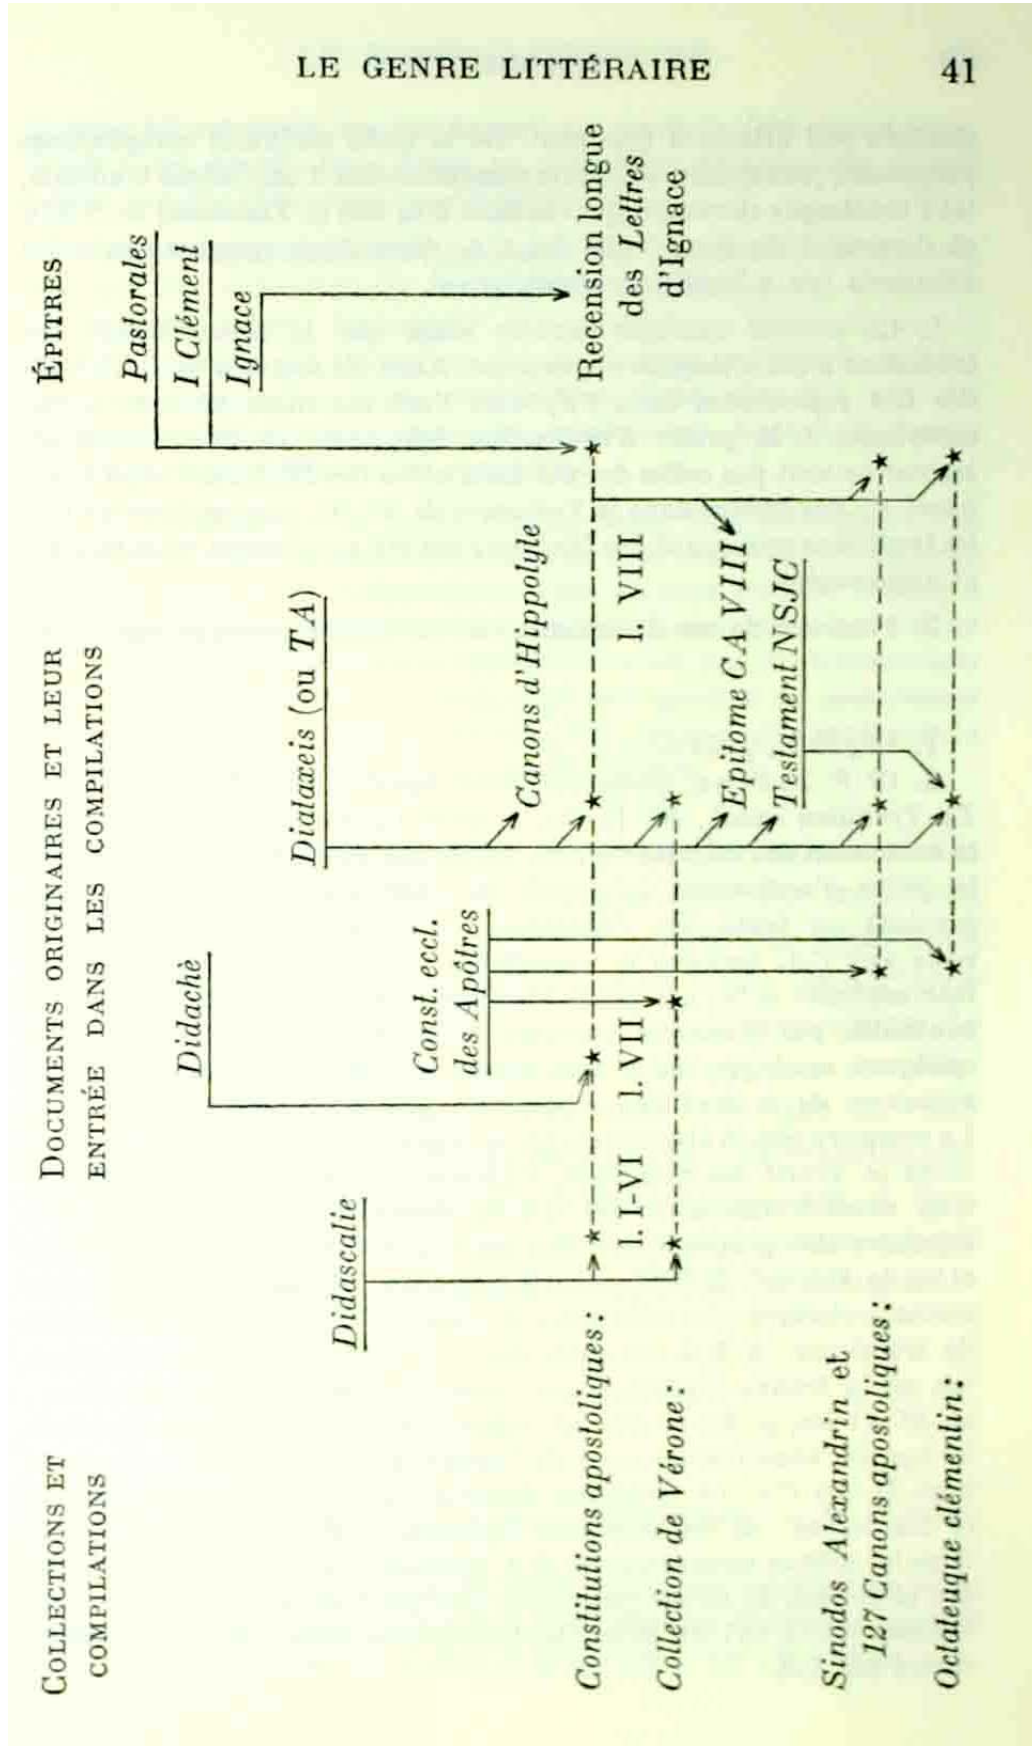 LE GENRE LITTÉRAIRE 41
COLLECTIONS ET
COMPILATIONS
DOCUMENTS ORIGINAIRES ET LEUR
ENTRÉE DANS LES COMPILATIONS
ÉPITRES
Pastorales
I Clément
Ignace
Didachè
Diataxeis (ou TA)
Didascalie
Const. eccl.
des Apôtres
Canons d'Hippolyte
Constitutions apostoliques :
Recension longue
des Lettres
d'Ignace
l. I-VI
l. VII
l. VIII
Collection de Vérone :
Epitome CA VIII
Testament NSJC
Sinodos Alexandrin et
127 Canons apostoliques :
Octateuque clémentin :